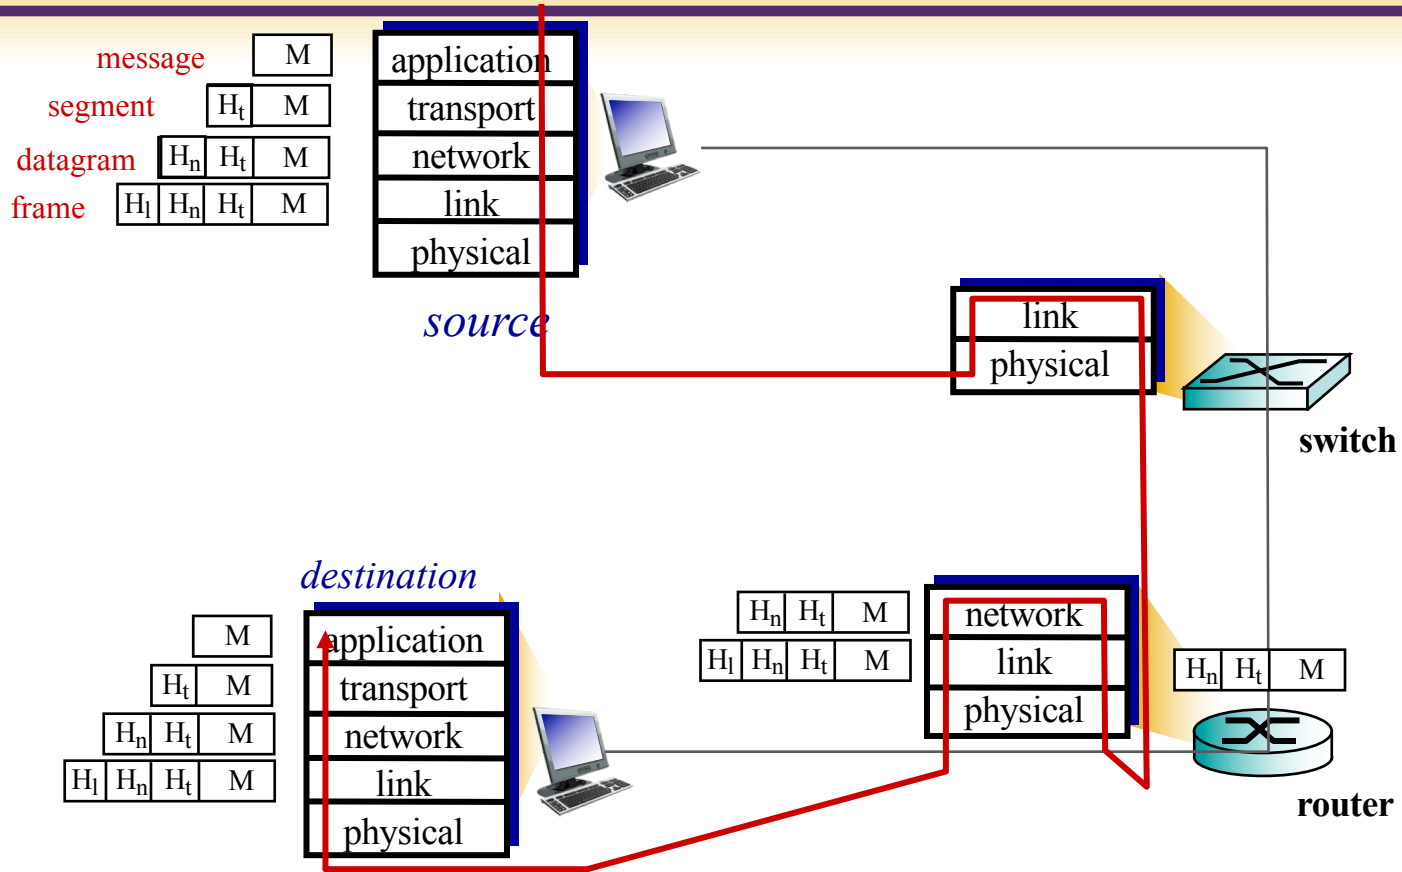 message M
segment Ht M
datagram Hn Ht M
frame Hl Hn Ht M
application
transport
network
link
physical
source
link
physical
switch
destination
M
Ht M
Hn Ht M
Hl Hn Ht M
application
transport
network
link
physical
Hn Ht M
Hl Hn Ht M
network
link
physical
Hn Ht M
router